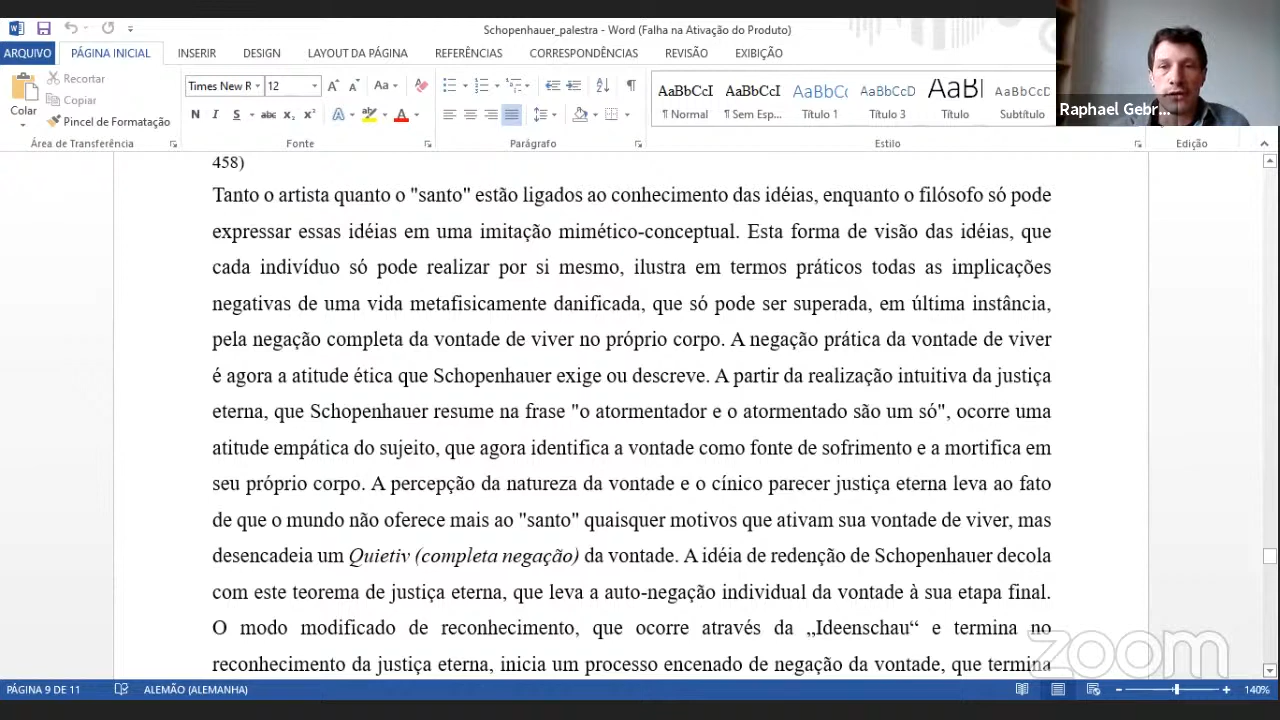 Schopenhauer_palestra - Word (Falha na Ativação do Produto)
ARQUIVO PÁGINA INICIAL INSERIR DESIGN LAYOUT DA PÁGINA REFERÊNCIAS CORRESPONDÊNCIAS REVISÃO EXIBIÇÃO
Colar
Recortar
Copiar
Pincel de Formatação
Área de Transferência
Times New R 12
N I S abc x₂ x²
Fonte
Parágrafo
AaBbCcI AaBbCcI AaBbCc AaBbCcD AaBl AaBbCcD
¶ Normal ¶ Sem Esp... Título 1 Título 3 Título Subtítulo
Estilo
Edição
Raphael Gebr...
458)
Tanto o artista quanto o "santo" estão ligados ao conhecimento das idéias, enquanto o filósofo só pode
expressar essas idéias em uma imitação mimético-conceptual. Esta forma de visão das idéias, que
cada indivíduo só pode realizar por si mesmo, ilustra em termos práticos todas as implicações
negativas de uma vida metafisicamente danificada, que só pode ser superada, em última instância,
pela negação completa da vontade de viver no próprio corpo. A negação prática da vontade de viver
é agora a atitude ética que Schopenhauer exige ou descreve. A partir da realização intuitiva da justiça
eterna, que Schopenhauer resume na frase "o atormentador e o atormentado são um só", ocorre uma
atitude empática do sujeito, que agora identifica a vontade como fonte de sofrimento e a mortifica em
seu próprio corpo. A percepção da natureza da vontade e o cínico parecer justiça eterna leva ao fato
de que o mundo não oferece mais ao "santo" quaisquer motivos que ativam sua vontade de viver, mas
desencadeia um Quietiv (completa negação) da vontade. A idéia de redenção de Schopenhauer decola
com este teorema de justiça eterna, que leva a auto-negação individual da vontade à sua etapa final.
O modo modificado de reconhecimento, que ocorre através da „Ideenschau“ e termina no
reconhecimento da justiça eterna, inicia um processo encenado de negação da vontade, que termina
zoom
PÁGINA 9 DE 11 ALEMÃO (ALEMANHA) 140%